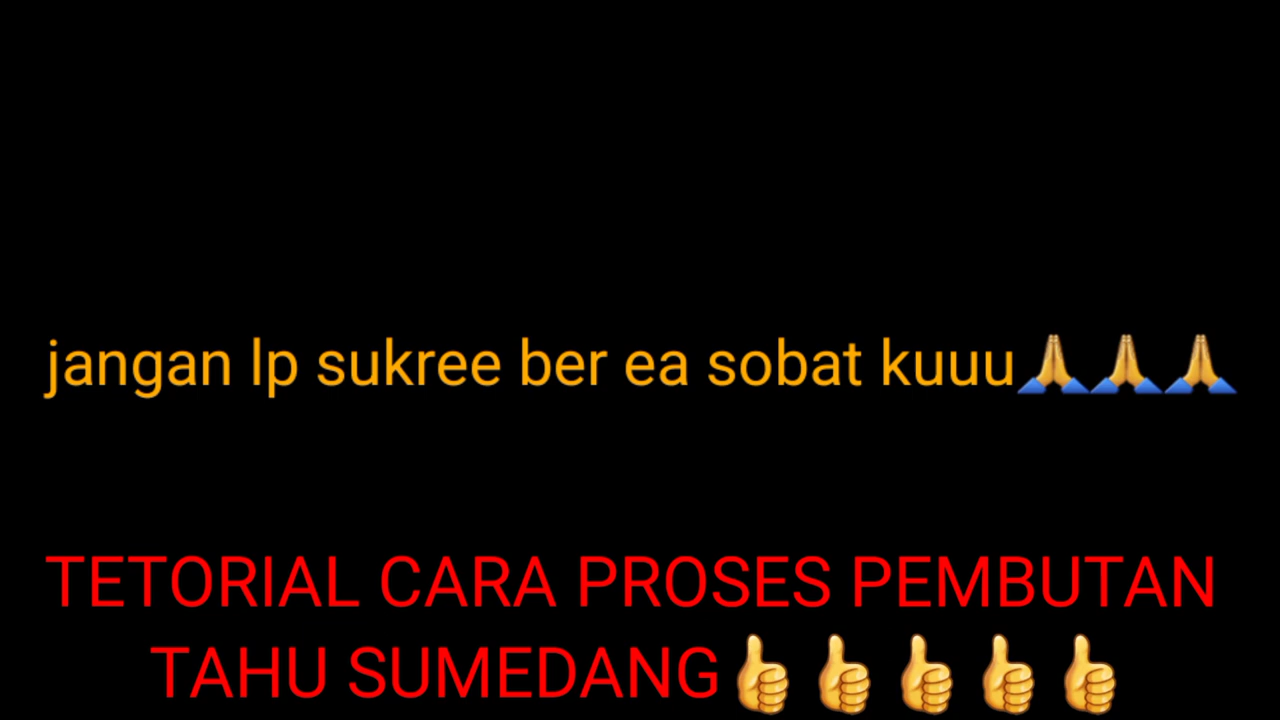 jangan lp sukree ber ea sobat kuuu🙏🙏🙏
TETORIAL CARA PROSES PEMBUTAN
TAHU SUMEDANG👍👍👍👍👍